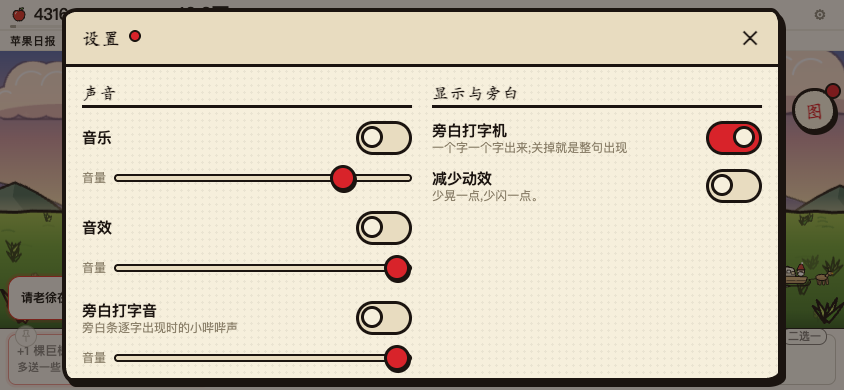 4316
苹果日报
设置
声音
音乐
音量
音效
音量
旁白打字音
旁白条逐字出现时的小哔哔声
音量
显示与旁白
旁白打字机
一个字一个字出来;关掉就是整句出现
减少动效
少晃一点,少闪一点。
图
请老徐在
+1 棵巨
多送一些
二选一